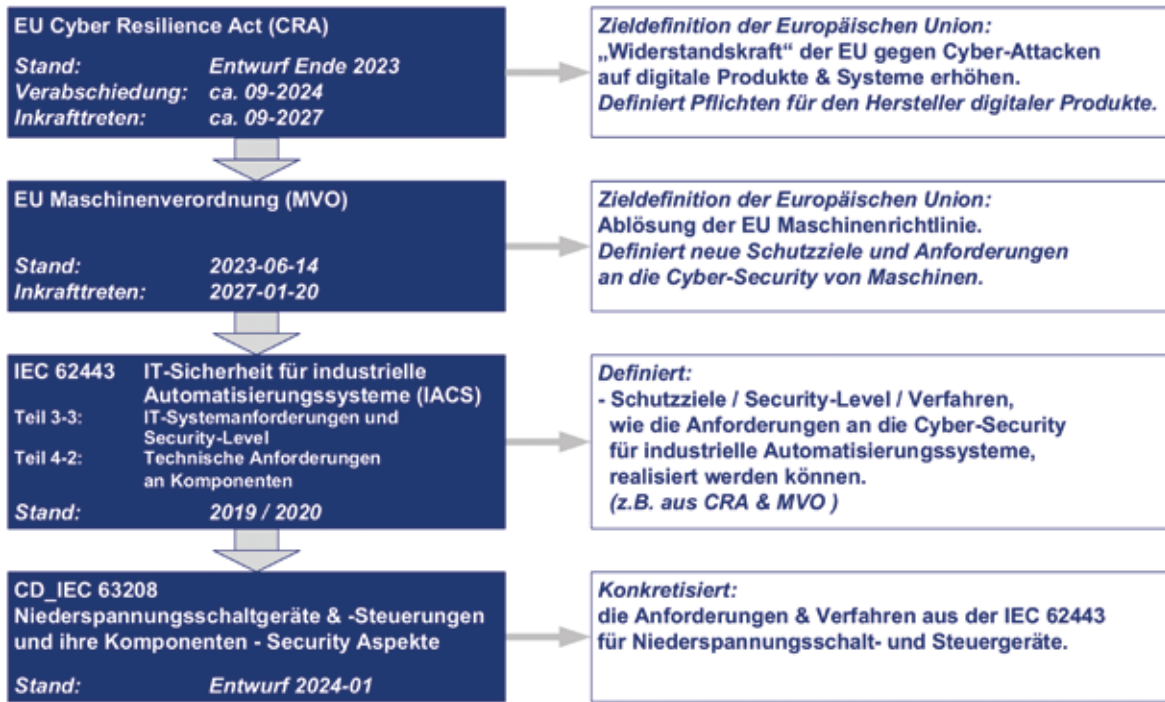 EU Cyber Resilience Act (CRA)
Stand: Entwurf Ende 2023
Verabschiedung: ca. 09-2024
Inkrafttreten: ca. 09-2027
Zieldefinition der Europäischen Union:
„Widerstandskraft“ der EU gegen Cyber-Attacken
auf digitale Produkte & Systeme erhöhen.
Definiert Pflichten für den Hersteller digitaler Produkte.
EU Maschinenverordnung (MVO)
Stand: 2023-06-14
Inkrafttreten: 2027-01-20
Zieldefinition der Europäischen Union:
Ablösung der EU Maschinenrichtlinie.
Definiert neue Schutzziele und Anforderungen
an die Cyber-Security von Maschinen.
IEC 62443 IT-Sicherheit für industrielle
Automatisierungssysteme (IACS)
Teil 3-3: IT-Systemanforderungen und
Security-Level
Teil 4-2: Technische Anforderungen
an Komponenten
Stand: 2019 / 2020
Definiert:
- Schutzziele / Security-Level / Verfahren,
wie die Anforderungen an die Cyber-Security
für industrielle Automatisierungssysteme,
realisiert werden können.
(z.B. aus CRA & MVO )
CD_IEC 63208
Niederspannungsschaltgeräte & -Steuerungen
und ihre Komponenten - Security Aspekte
Stand: Entwurf 2024-01
Konkretisiert:
die Anforderungen & Verfahren aus der IEC 62443
für Niederspannungsschalt- und Steuergeräte.